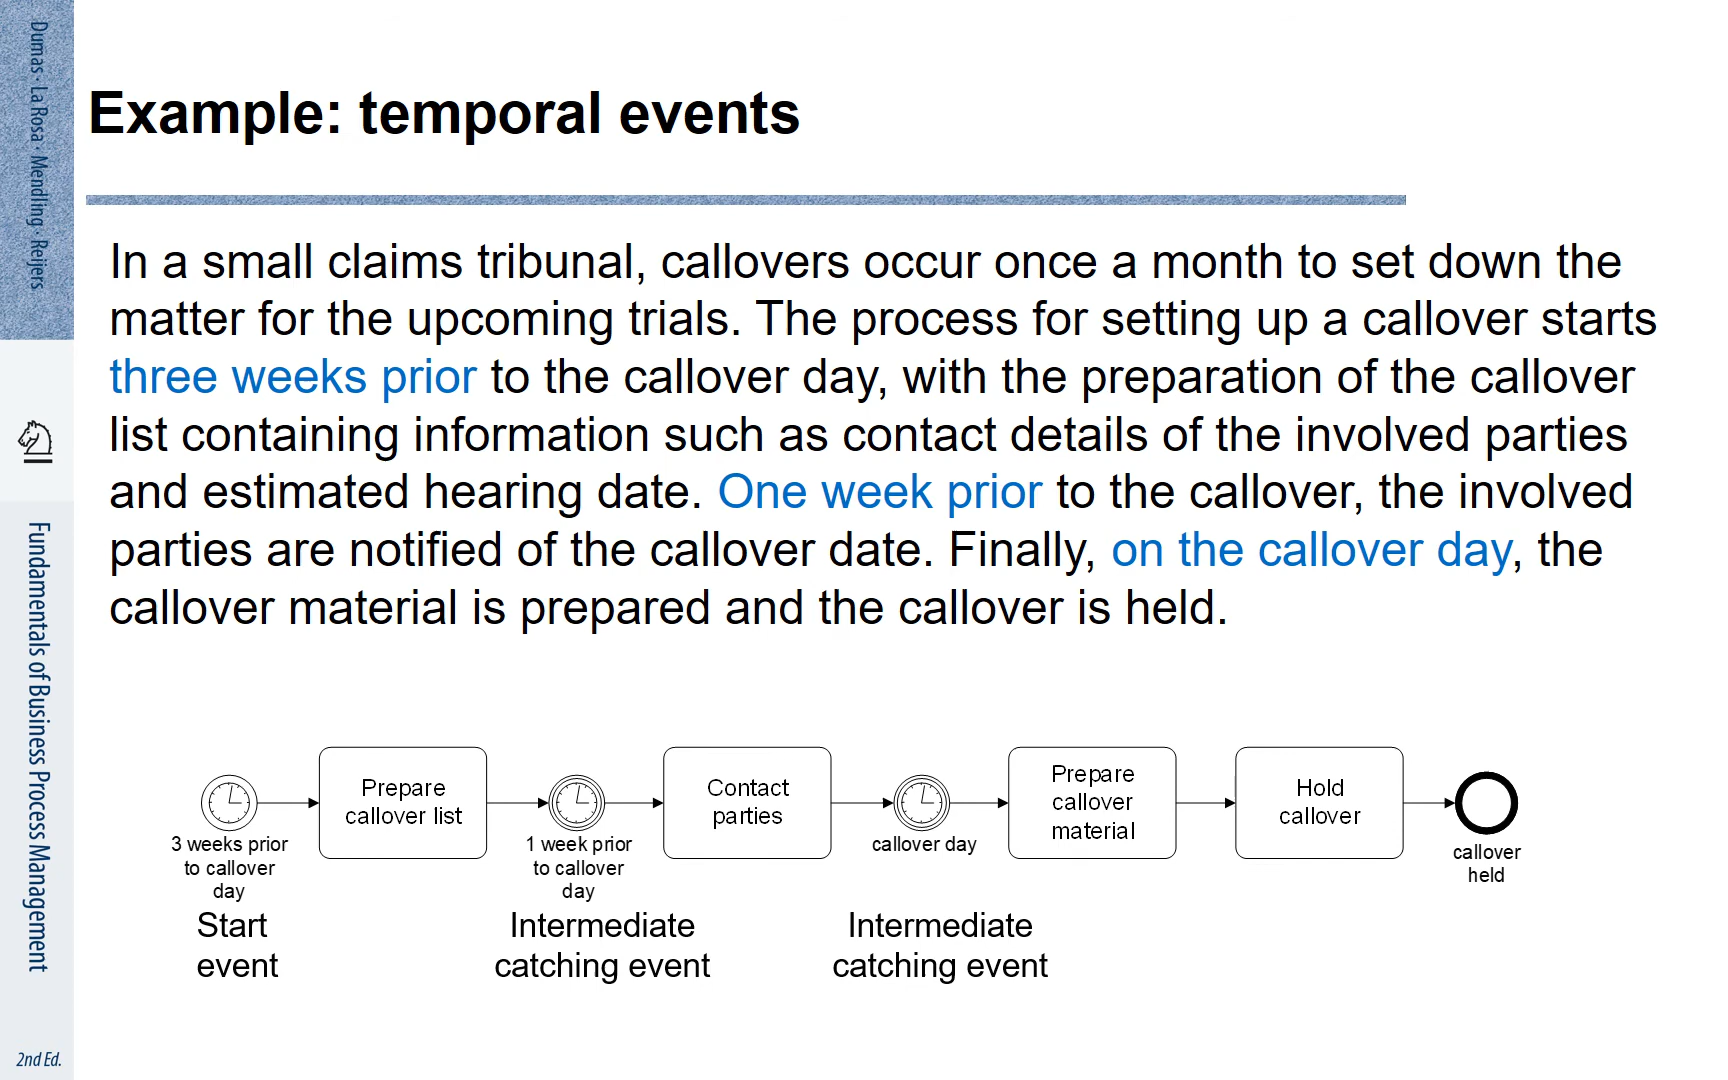 Dumas · La Rosa · Mendling · Reijers
Fundamentals of Business Process Management
2nd Ed.
Example: temporal events
In a small claims tribunal, callovers occur once a month to set down the
matter for the upcoming trials. The process for setting up a callover starts
three weeks prior to the callover day, with the preparation of the callover
list containing information such as contact details of the involved parties
and estimated hearing date. One week prior to the callover, the involved
parties are notified of the callover date. Finally, on the callover day, the
callover material is prepared and the callover is held.
3 weeks prior
to callover
day
Prepare
callover list
1 week prior
to callover
day
Contact
parties
callover day
Prepare
callover
material
Hold
callover
callover
held
Start
event
Intermediate
catching event
Intermediate
catching event